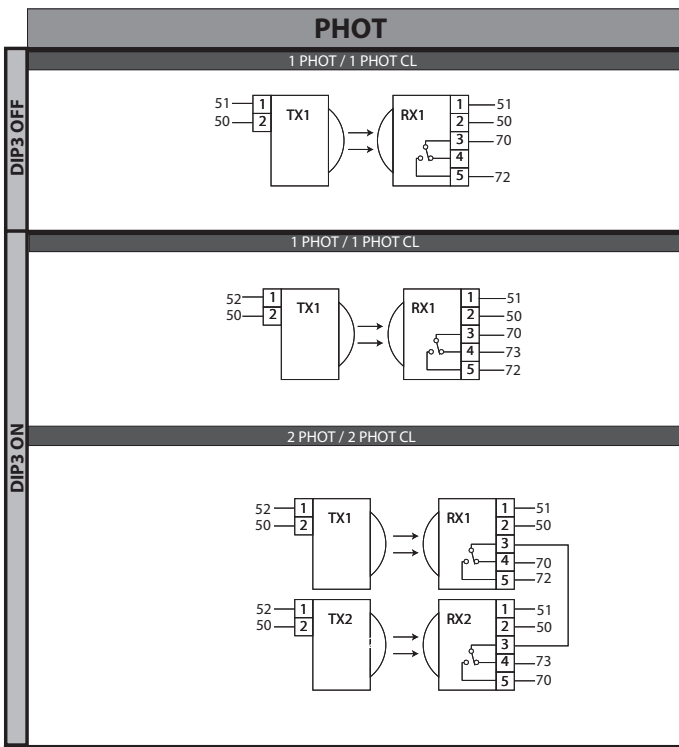 PHOT
DIP3 OFF
1 PHOT / 1 PHOT CL
51 1 TX1 RX1 1 51
50 2 2 50
3 70
4
5 72
DIP3 ON
1 PHOT / 1 PHOT CL
52 1 TX1 RX1 1 51
50 2 2 50
3 70
4 73
5 72
2 PHOT / 2 PHOT CL
52 1 TX1 RX1 1 51
50 2 2 50
3
4 70
5 72
52 1 TX2 RX2 1 51
50 2 2 50
3
4 73
5 70